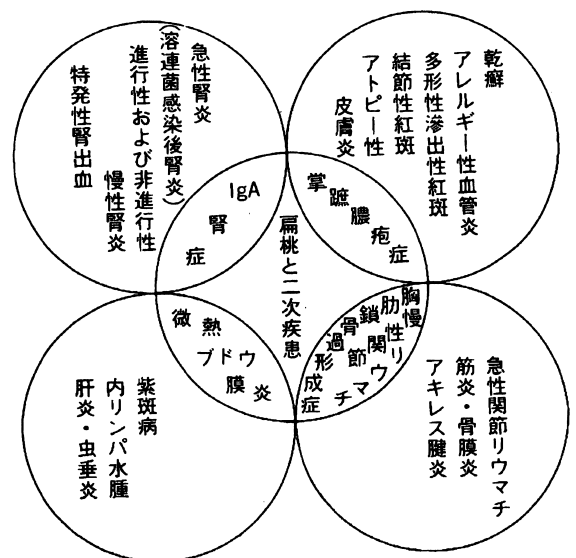 急性腎炎
(溶連菌感染後腎炎)
進行性および非進行性
慢性腎炎
特発性腎出血
乾癬
アレルギー性血管炎
多形性滲出性紅斑
結節性紅斑
アトピー性
皮膚炎
IgA
腎
症
掌蹠膿疱症
扁桃と二次疾患
微熱
ブドウ
膜炎
胸肋鎖骨過形成症
慢性関節リウマチ
紫斑病
内リンパ水腫
肝炎・虫垂炎
急性関節リウマチ
筋炎・骨膜炎
アキレス腱炎